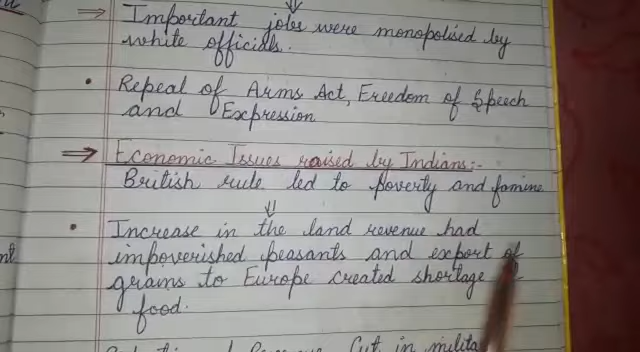 ⇒ Important jobs were monopolised by
white officials.
• Repeal of Arms Act, Freedom of Speech
and Expression
⇒ Economic Issues raised by Indians:-
British rule led to poverty and famine
• Increase in the land revenue had
impoverished peasants and export of
grains to Europe created shortage
food.
Cut in milita